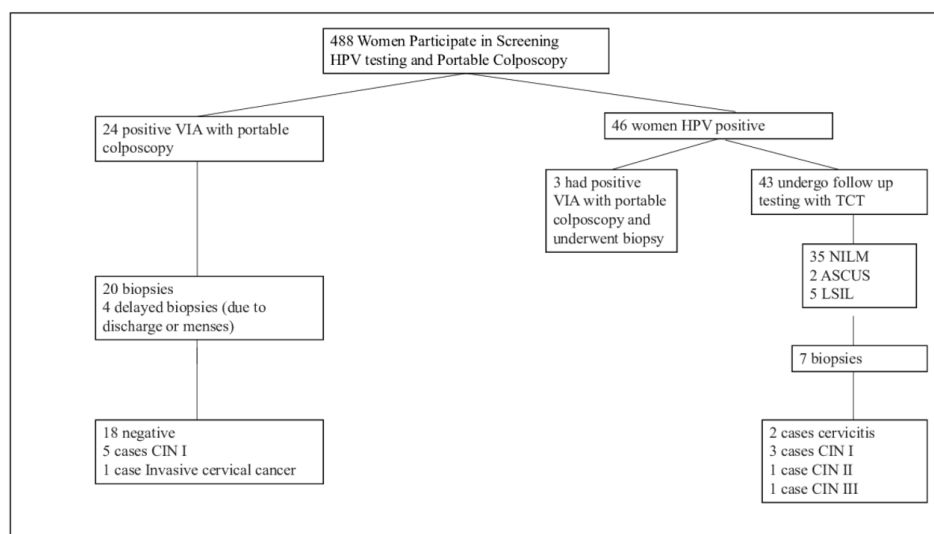 488 Women Participate in Screening
HPV testing and Portable Colposcopy
24 positive VIA with portable
colposcopy
46 women HPV positive
3 had positive
VIA with portable
colposcopy and
underwent biopsy
43 undergo follow up
testing with TCT
35 NILM
2 ASCUS
5 LSIL
20 biopsies
4 delayed biopsies (due to
discharge or menses)
7 biopsies
18 negative
5 cases CIN I
1 case Invasive cervical cancer
2 cases cervicitis
3 cases CIN I
1 case CIN II
1 case CIN III